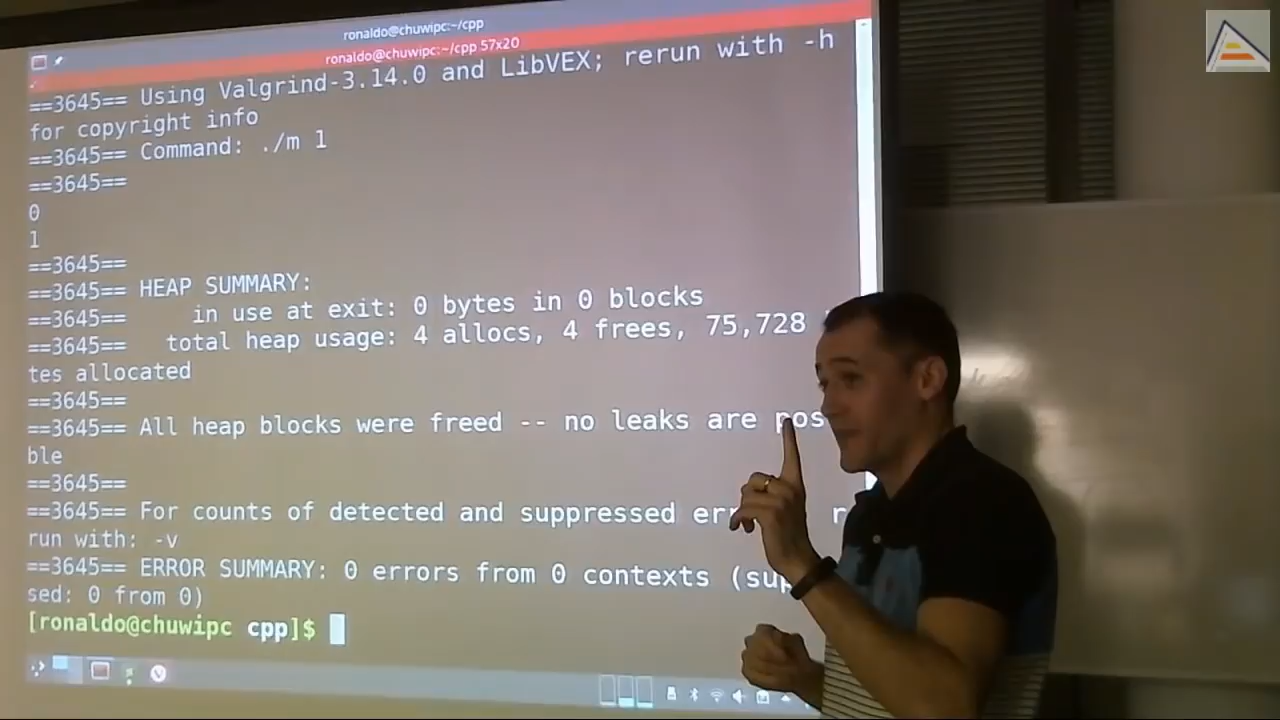 ronaldo@chuwipc:~/cpp
ronaldo@chuwipc:~/cpp 57x20
==3645== Using Valgrind-3.14.0 and LibVEX; rerun with -h
for copyright info
==3645== Command: ./m 1
==3645==
0
1
==3645==
==3645== HEAP SUMMARY:
==3645== in use at exit: 0 bytes in 0 blocks
==3645== total heap usage: 4 allocs, 4 frees, 75,728
tes allocated
==3645==
==3645== All heap blocks were freed -- no leaks are pos
ble
==3645==
==3645== For counts of detected and suppressed err r
run with: -v
==3645== ERROR SUMMARY: 0 errors from 0 contexts (sup
sed: 0 from 0)
[ronaldo@chuwipc cpp]$